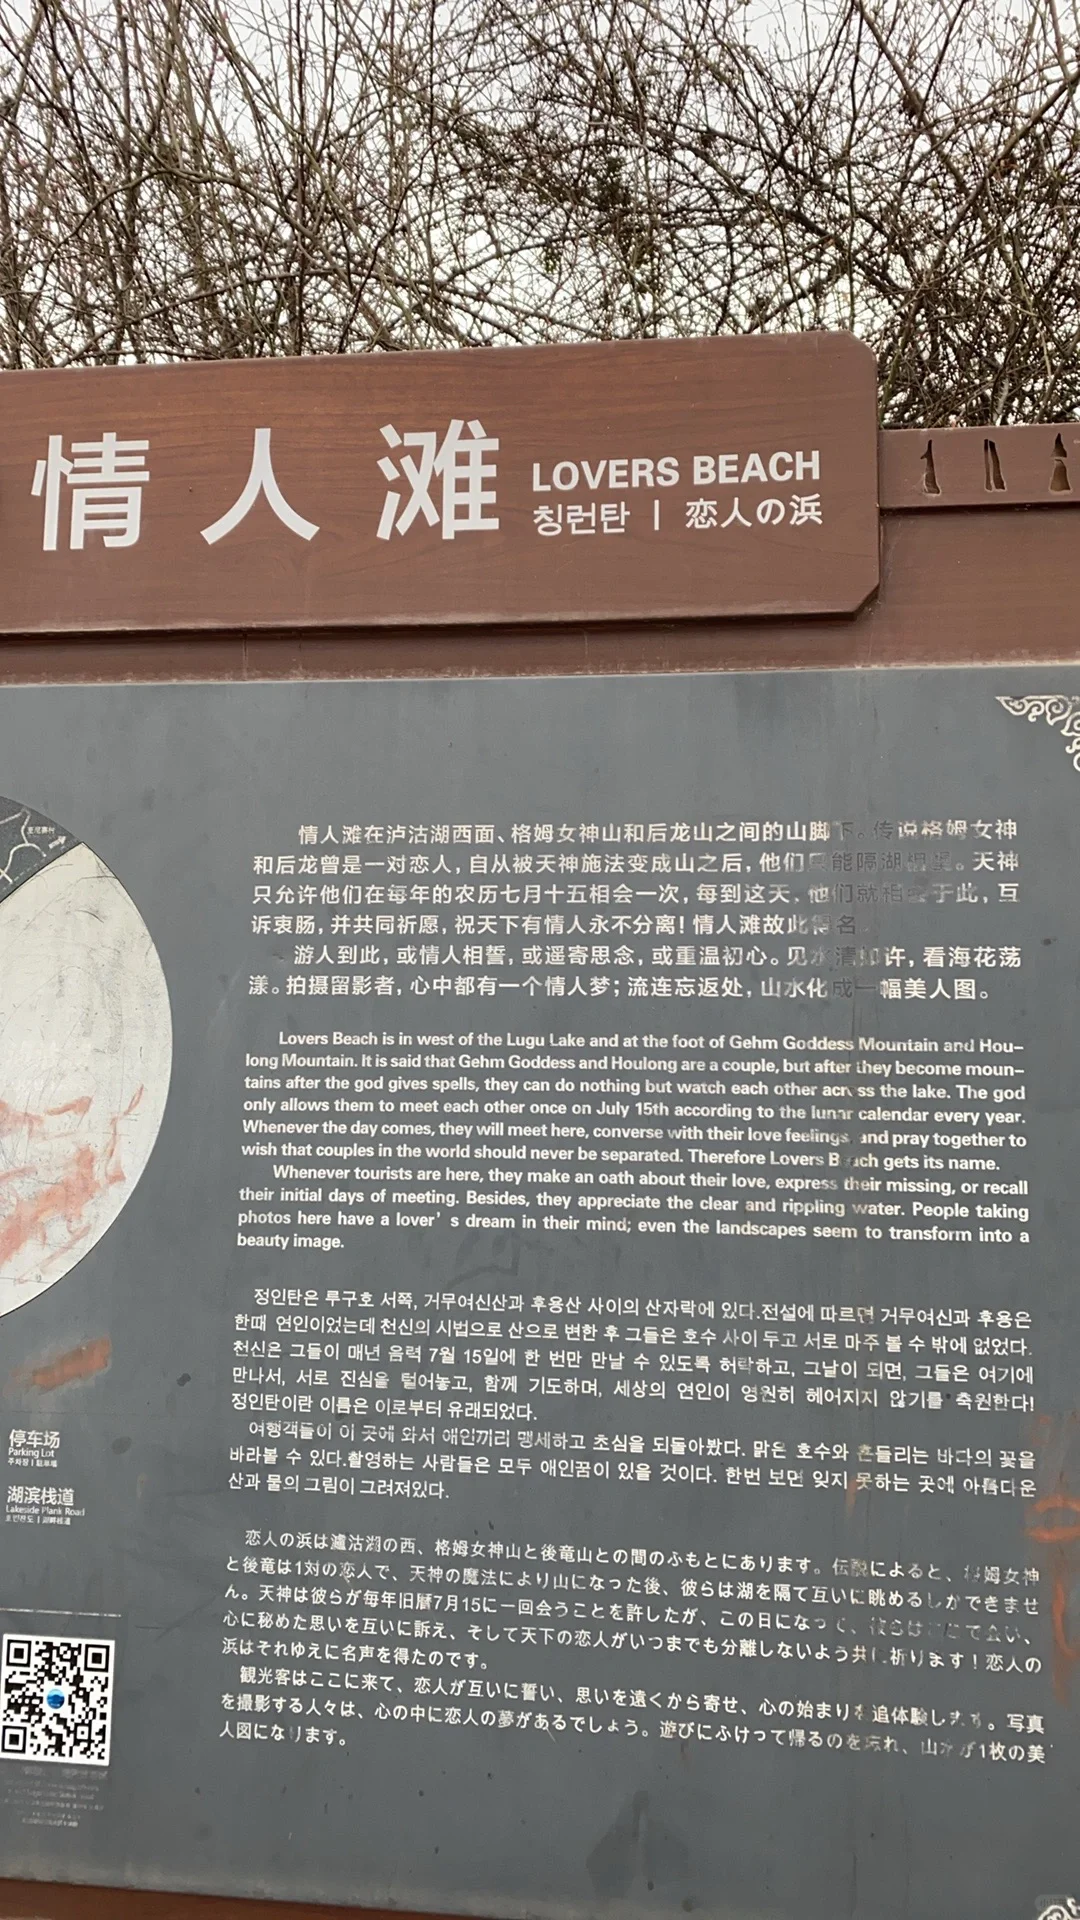 情人滩
LOVERS BEACH
칭런탄 | 恋人の浜
情人滩在泸沽湖西面、格姆女神山和后龙山之间的山脚下。传说格姆女神
和后龙曾是一对恋人，自从被天神施法变成山之后，他们只能隔湖相望。天神
只允许他们在每年的农历七月十五相会一次，每到这天，他们就相会于此，互
诉衷肠，并共同祈愿，祝天下有情人永不分离！情人滩故此得名
游人到此，或情人相誓，或遥寄思念，或重温初心。见水清如许，看海花荡
漾。拍摄留影者，心中都有一个情人梦；流连忘返处，山水化成一幅美人图。
Lovers Beach is in west of the Lugu Lake and at the foot of Gehm Goddess Mountain and Hou-
long Mountain. It is said that Gehm Goddess and Houlong are a couple, but after they become moun-
tains after the god gives spells, they can do nothing but watch each other acr ss the lake. The god
only allows them to meet each other once on July 15th according to the lunar calendar every year.
Whenever the day comes, they will meet here, converse with their love feelings and pray together to
wish that couples in the world should never be separated. Therefore Lovers B ach gets its name.
Whenever tourists are here, they make an oath about their love, express their missing, or recall
their initial days of meeting. Besides, they appreciate the clear and rippling water. People taking
photos here have a lover's dream in their mind; even the landscapes seem to transform into a
beauty image.
정인탄은 루구호 서쪽, 거무여신산과 후용산 사이의 산자락에 있다.전설에 따르면 거무여신과 후용은
한때 연인이었는데 천신의 시법으로 산으로 변한 후 그들은 호수 사이 두고 서로 마주 볼 수 밖에 없었다.
천신은 그들이 매년 음력 7월 15일에 한 번만 만날 수 있도록 허락하고, 그날이 되면, 그들은 여기에
만나서, 서로 진심을 털어놓고, 함께 기도하며, 세상의 연인이 영원히 헤어지지 않기를 축원한다!
정인탄이란 이름은 이로부터 유래되었다.
여행객들이 이 곳에 와서 애인끼리 맹세하고 초심을 되돌아봤다. 맑은 호수와 흔들리는 바다의 꽃을
바라볼 수 있다.촬영하는 사람들은 모두 애인꿈이 있을 것이다. 한번 보면 잊지 못하는 곳에 아름다운
산과 물의 그림이 그려져있다.
恋人の浜は瀘沽湖の西、格姆女神山と後竜山との間のふもとにあります。伝説によると、格姆女神
と後竜は1対の恋人で、天神の魔法により山になった後、彼らは湖を隔て互いに眺めるしかできませ
ん。天神は彼らが毎年旧暦7月15に一回会うことを許したが、この日になって、彼らはここで会い、
心に秘めた思いを互いに訴え、そして天下の恋人がいつまでも分離しないよう共に祈ります！恋人の
浜はそれゆえに名声を得たのです。
観光客はここに来て、恋人が互いに誓い、思いを遠くから寄せ、心の始まりを追体験します。写真
を撮影する人々は、心の中に恋人の夢があるでしょう。遊びにふけって帰るのを忘れ、山水が1枚の美
人図になります。
停车场
Parking Lot
주차장 | 駐車場
湖滨栈道
Lakeside Plank Road
호빈잔도 | 湖畔桟道